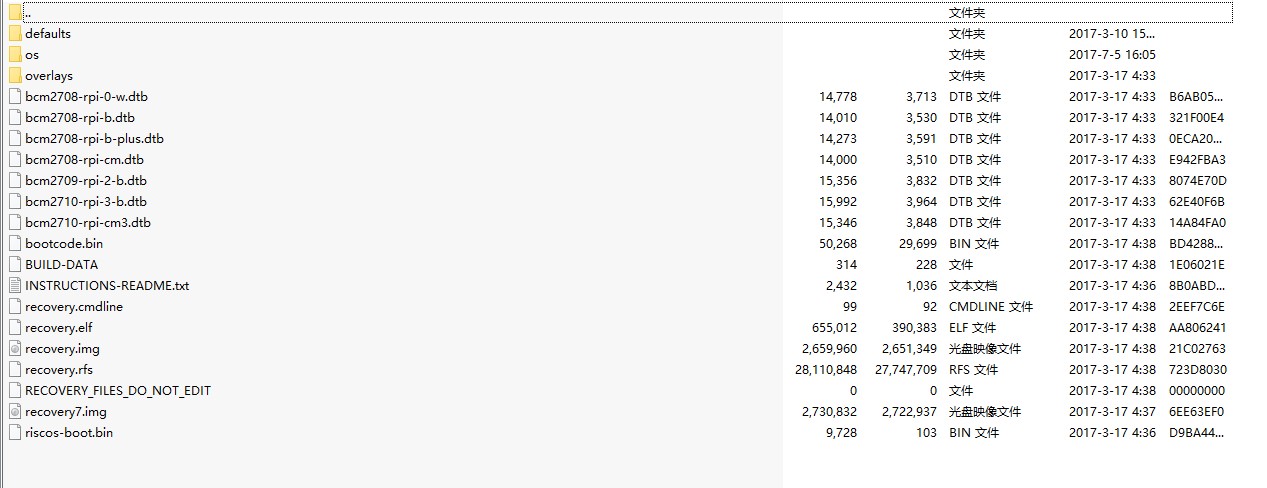 .. 文件夹
defaults 文件夹 2017-3-10 15...
os 文件夹 2017-7-5 16:05
overlays 文件夹 2017-3-17 4:33
bcm2708-rpi-0-w.dtb 14,778 3,713 DTB 文件 2017-3-17 4:33 B6AB05...
bcm2708-rpi-b.dtb 14,010 3,530 DTB 文件 2017-3-17 4:33 321F00E4
bcm2708-rpi-b-plus.dtb 14,273 3,591 DTB 文件 2017-3-17 4:33 0ECA20...
bcm2708-rpi-cm.dtb 14,000 3,510 DTB 文件 2017-3-17 4:33 E942FBA3
bcm2709-rpi-2-b.dtb 15,356 3,832 DTB 文件 2017-3-17 4:33 8074E70D
bcm2710-rpi-3-b.dtb 15,992 3,964 DTB 文件 2017-3-17 4:33 62E40F6B
bcm2710-rpi-cm3.dtb 15,346 3,848 DTB 文件 2017-3-17 4:33 14A84FA0
bootcode.bin 50,268 29,699 BIN 文件 2017-3-17 4:38 BD4288...
BUILD-DATA 314 228 文件 2017-3-17 4:38 1E06021E
INSTRUCTIONS-README.txt 2,432 1,036 文本文档 2017-3-17 4:36 8B0ABD...
recovery.cmdline 99 92 CMDLINE 文件 2017-3-17 4:38 2EEF7C6E
recovery.elf 655,012 390,383 ELF 文件 2017-3-17 4:38 AA806241
recovery.img 2,659,960 2,651,349 光盘映像文件 2017-3-17 4:38 21C02763
recovery.rfs 28,110,848 27,747,709 RFS 文件 2017-3-17 4:38 723D8030
RECOVERY_FILES_DO_NOT_EDIT 0 0 文件 2017-3-17 4:38 00000000
recovery7.img 2,730,832 2,722,937 光盘映像文件 2017-3-17 4:37 6EE63EF0
riscos-boot.bin 9,728 103 BIN 文件 2017-3-17 4:36 D9BA44...